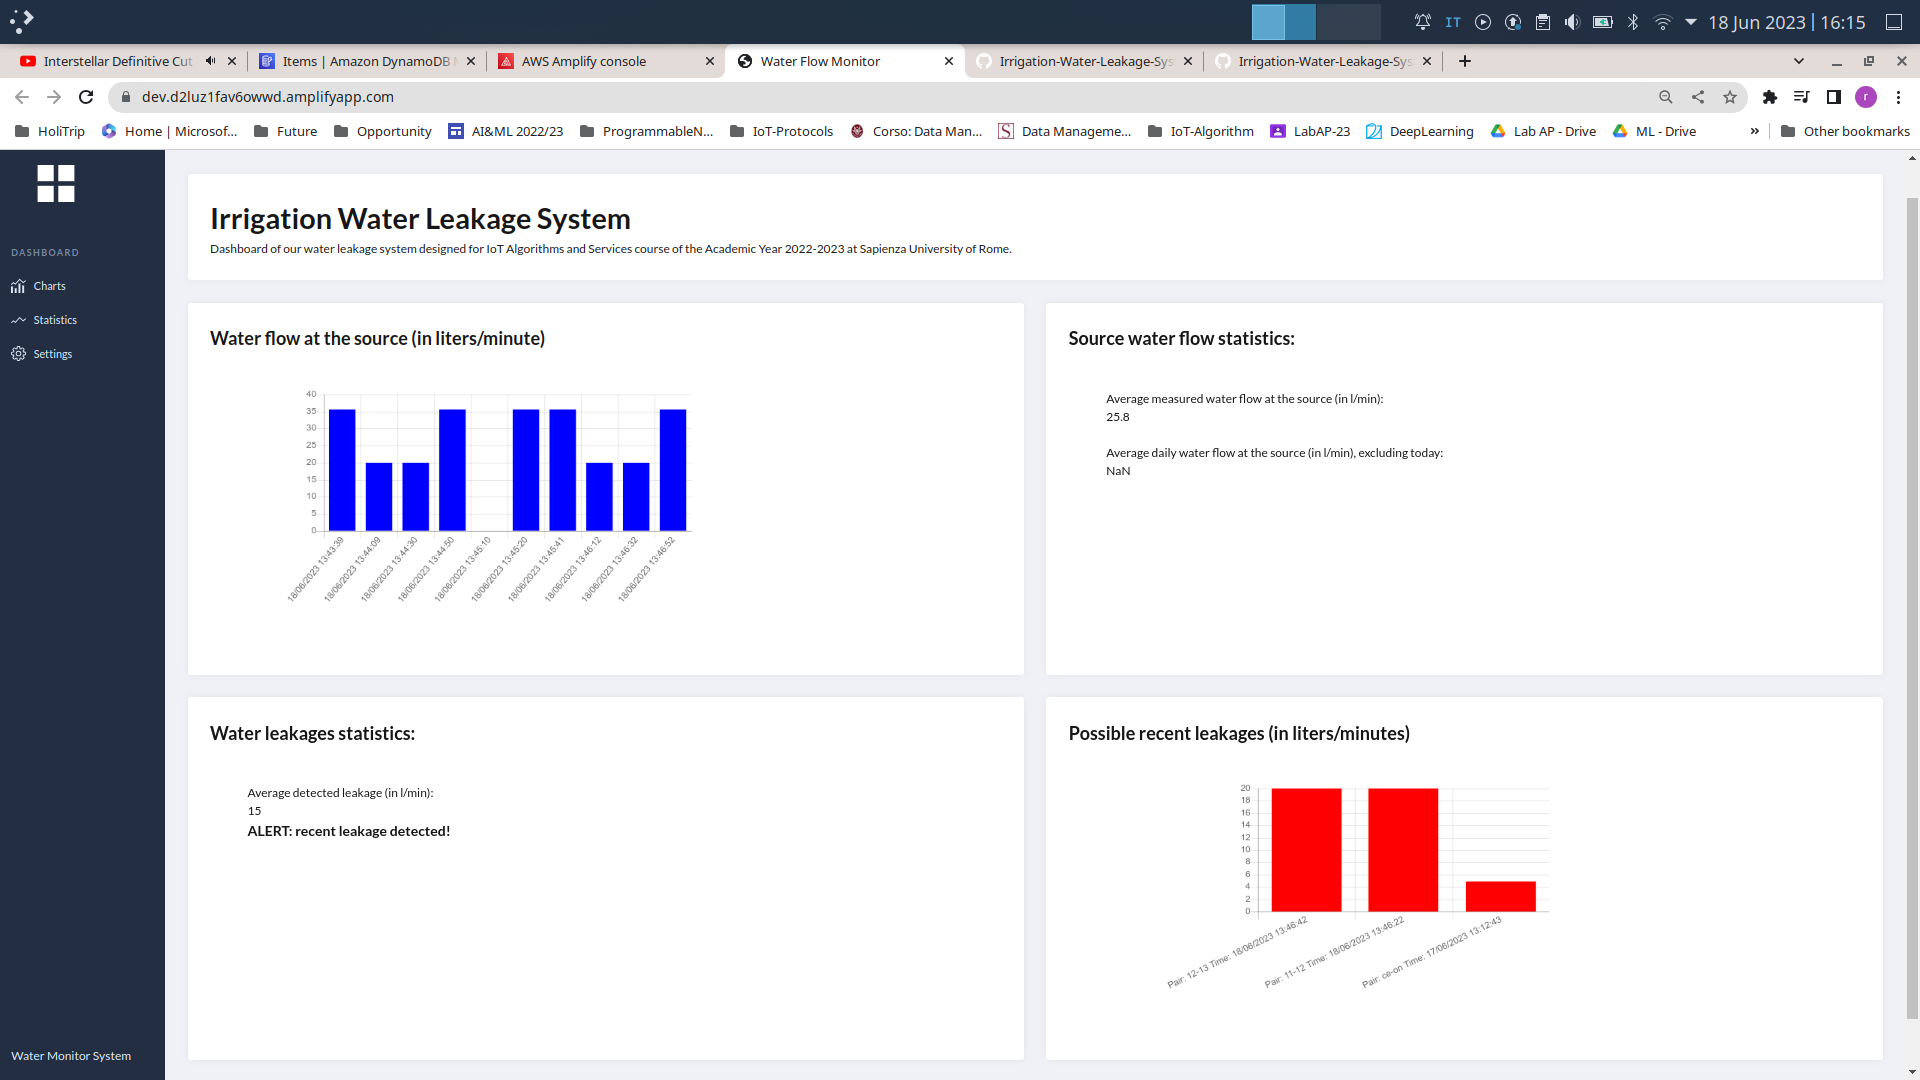 IT
18 Jun 2023 | 16:15
Interstellar Definitive Cut
Items | Amazon DynamoDB
AWS Amplify console
Water Flow Monitor
Irrigation-Water-Leakage-Sys
Irrigation-Water-Leakage-Sys
dev.d2luz1fav6owwd.amplifyapp.com
r
HoliTrip
Home | Microsof...
Future
Opportunity
AI&ML 2022/23
ProgrammableN...
IoT-Protocols
Corso: Data Man...
Data Manageme...
IoT-Algorithm
LabAP-23
DeepLearning
Lab AP - Drive
ML - Drive
»
Other bookmarks
DASHBOARD
Charts
Statistics
Settings
Water Monitor System
Irrigation Water Leakage System
Dashboard of our water leakage system designed for IoT Algorithms and Services course of the Academic Year 2022-2023 at Sapienza University of Rome.
Water flow at the source (in liters/minute)
40
35
30
25
20
15
10
5
0
18/06/2023 13:43:39
18/06/2023 13:44:09
18/06/2023 13:44:30
18/06/2023 13:44:50
18/06/2023 13:45:10
18/06/2023 13:45:20
18/06/2023 13:45:41
18/06/2023 13:46:12
18/06/2023 13:46:32
18/06/2023 13:46:52
Source water flow statistics:
Average measured water flow at the source (in l/min):
25.8
Average daily water flow at the source (in l/min), excluding today:
NaN
Water leakages statistics:
Average detected leakage (in l/min):
15
ALERT: recent leakage detected!
Possible recent leakages (in liters/minutes)
20
18
16
14
12
10
8
6
4
2
0
Pair: 12-13 Time: 18/06/2023 13:46:42
Pair: 11-12 Time: 18/06/2023 13:46:22
Pair: ce-on Time: 17/06/2023 13:12:43